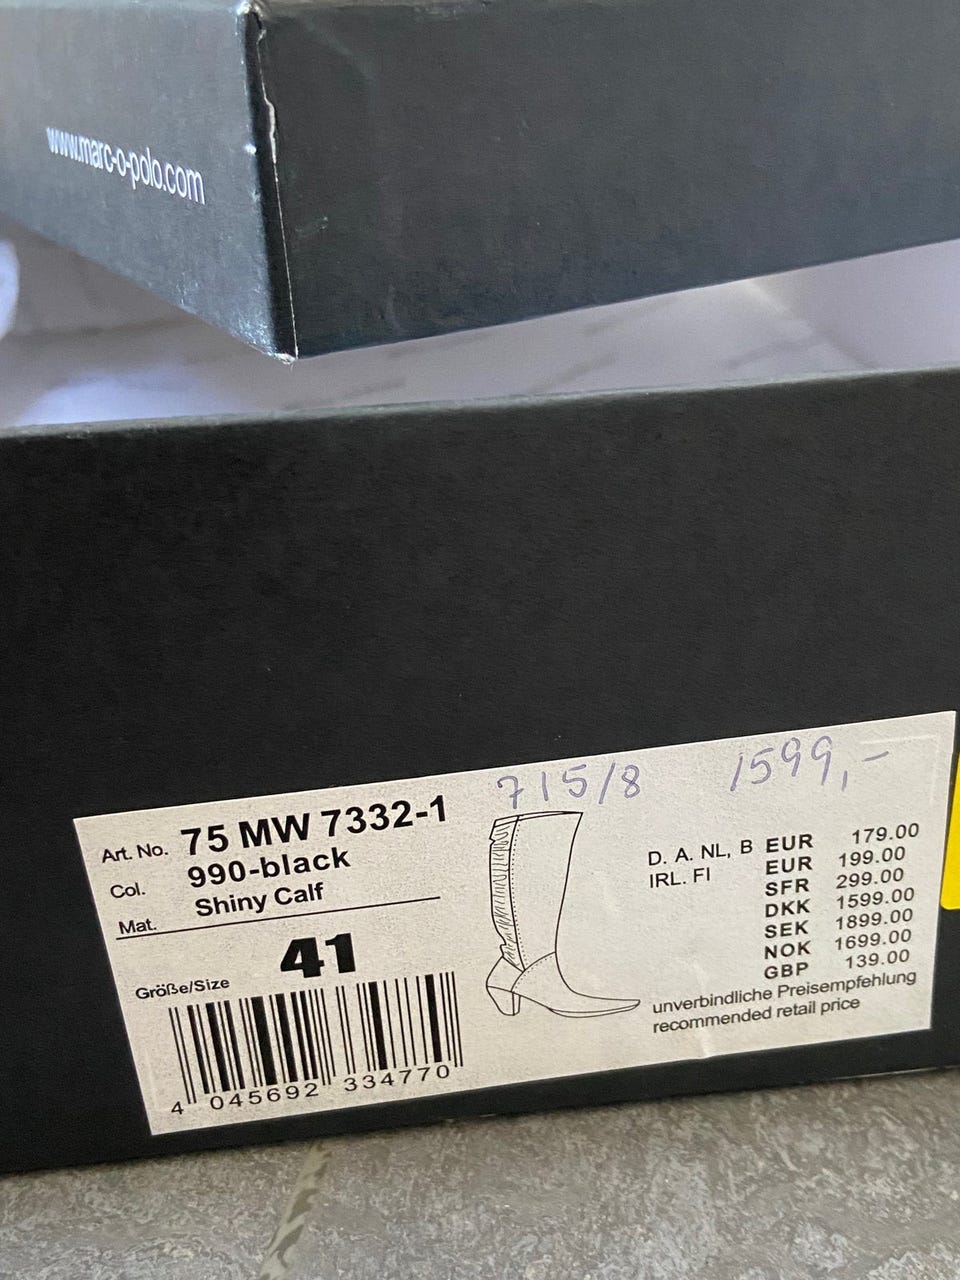 www.marc-o-polo.com
715/8 1599,-
Art. No. 75 MW 7332-1
Col. 990-black
Mat. Shiny Calf
Größe/Size 41
4 045692 334770
D. A. NL, B EUR 179.00
IRL. FI EUR 199.00
SFR 299.00
DKK 1599.00
SEK 1899.00
NOK 1699.00
GBP 139.00
unverbindliche Preisempfehlung
recommended retail price